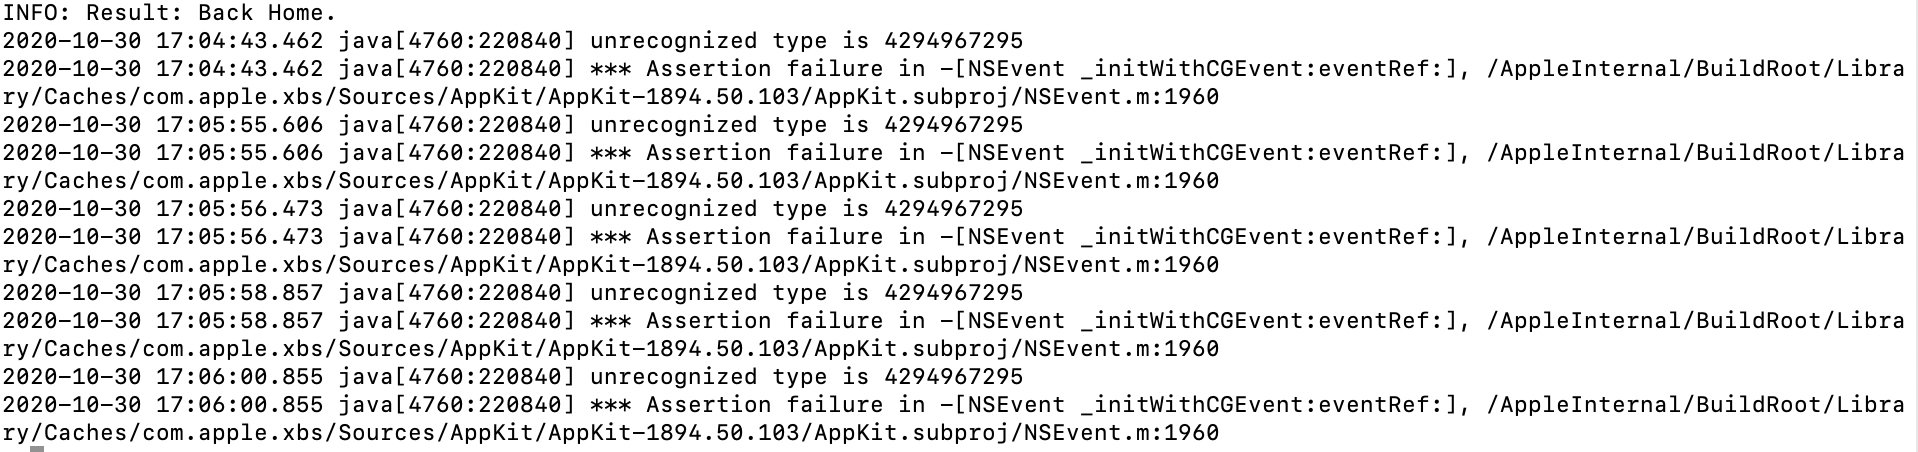 INFO: Result: Back Home.
2020-10-30 17:04:43.462 java[4760:220840] unrecognized type is 4294967295
2020-10-30 17:04:43.462 java[4760:220840] *** Assertion failure in -[NSEvent _initWithCGEvent:eventRef:], /AppleInternal/BuildRoot/Libra
ry/Caches/com.apple.xbs/Sources/AppKit/AppKit-1894.50.103/AppKit.subproj/NSEvent.m:1960
2020-10-30 17:05:55.606 java[4760:220840] unrecognized type is 4294967295
2020-10-30 17:05:55.606 java[4760:220840] *** Assertion failure in -[NSEvent _initWithCGEvent:eventRef:], /AppleInternal/BuildRoot/Libra
ry/Caches/com.apple.xbs/Sources/AppKit/AppKit-1894.50.103/AppKit.subproj/NSEvent.m:1960
2020-10-30 17:05:56.473 java[4760:220840] unrecognized type is 4294967295
2020-10-30 17:05:56.473 java[4760:220840] *** Assertion failure in -[NSEvent _initWithCGEvent:eventRef:], /AppleInternal/BuildRoot/Libra
ry/Caches/com.apple.xbs/Sources/AppKit/AppKit-1894.50.103/AppKit.subproj/NSEvent.m:1960
2020-10-30 17:05:58.857 java[4760:220840] unrecognized type is 4294967295
2020-10-30 17:05:58.857 java[4760:220840] *** Assertion failure in -[NSEvent _initWithCGEvent:eventRef:], /AppleInternal/BuildRoot/Libra
ry/Caches/com.apple.xbs/Sources/AppKit/AppKit-1894.50.103/AppKit.subproj/NSEvent.m:1960
2020-10-30 17:06:00.855 java[4760:220840] unrecognized type is 4294967295
2020-10-30 17:06:00.855 java[4760:220840] *** Assertion failure in -[NSEvent _initWithCGEvent:eventRef:], /AppleInternal/BuildRoot/Libra
ry/Caches/com.apple.xbs/Sources/AppKit/AppKit-1894.50.103/AppKit.subproj/NSEvent.m:1960